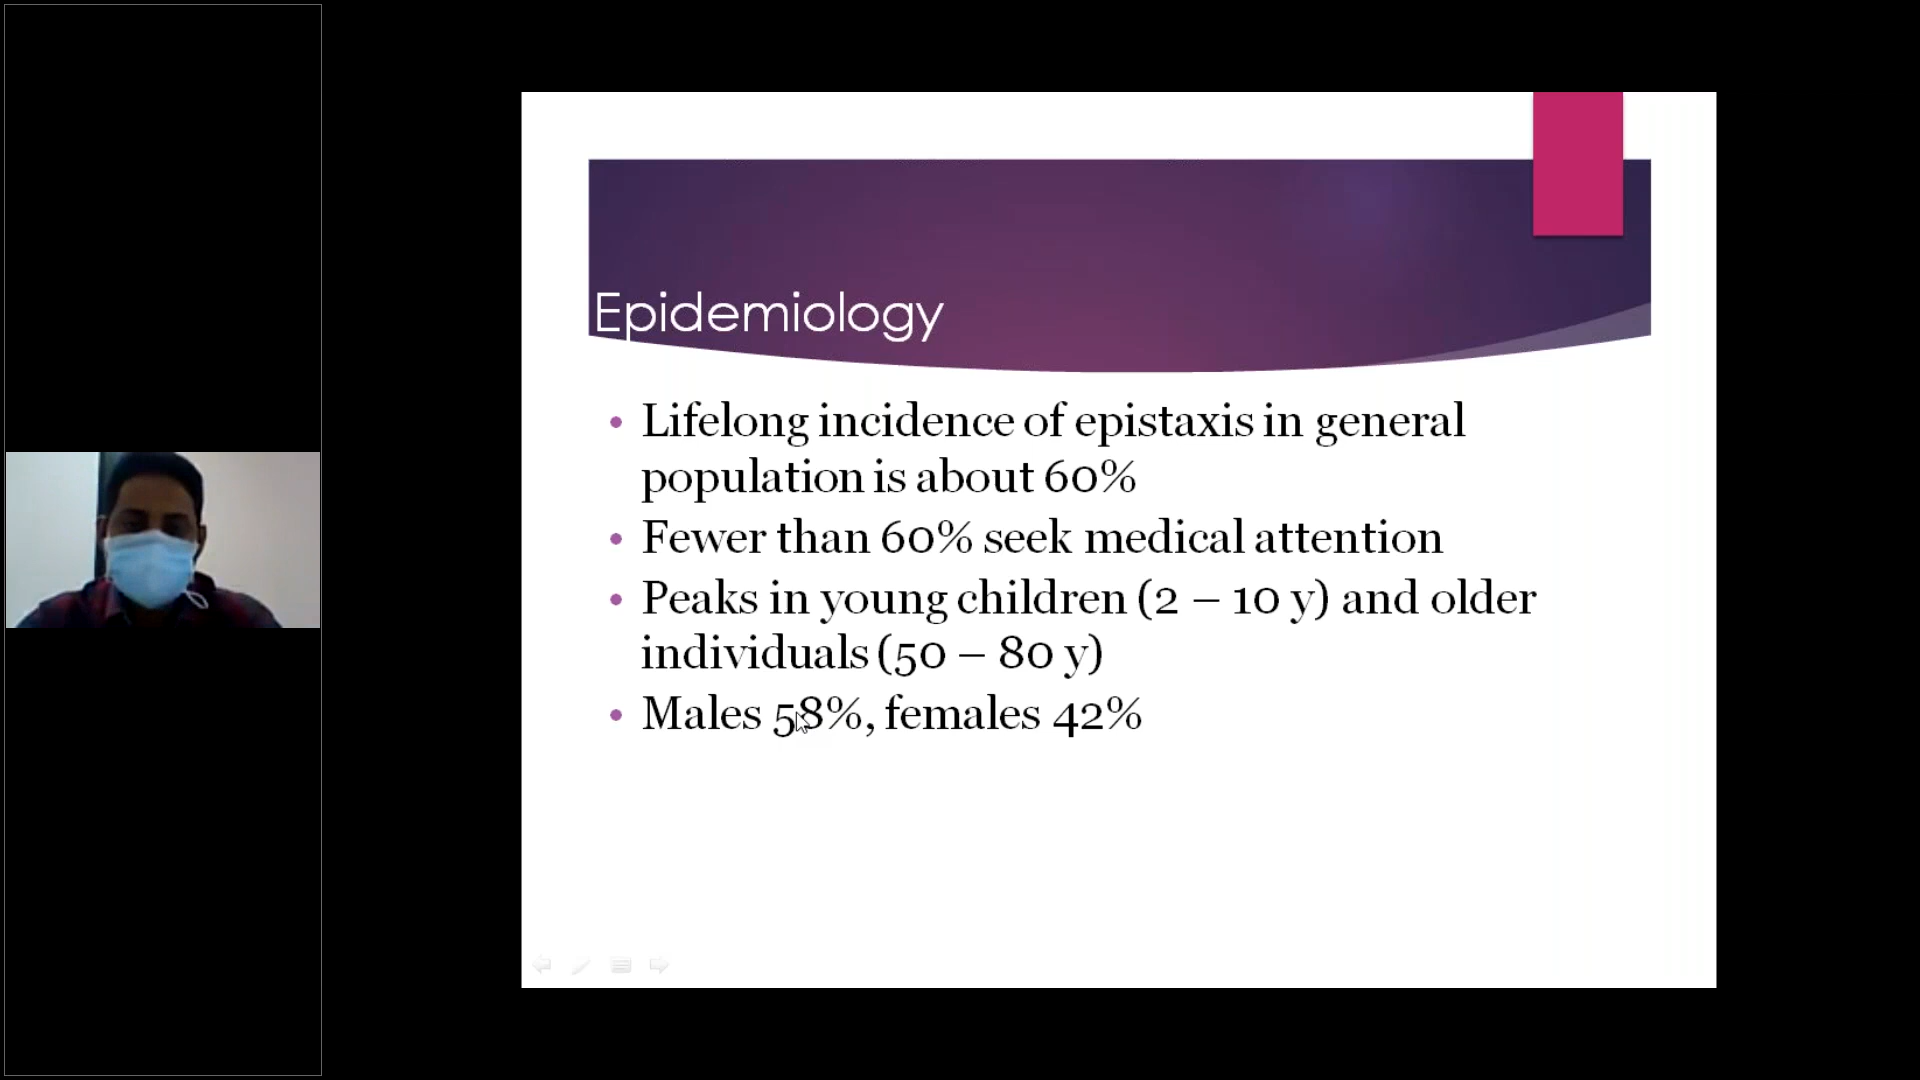 Epidemiology
• Lifelong incidence of epistaxis in general
population is about 60%
• Fewer than 60% seek medical attention
• Peaks in young children (2 – 10 y) and older
individuals (50 – 80 y)
• Males 58%, females 42%